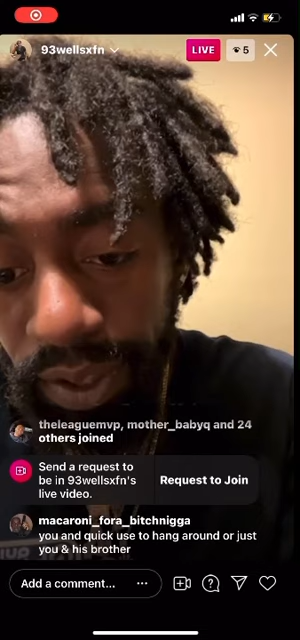 93wellsxfn
LIVE
5
theleaguemvp, mother_babyq and 24
others joined
Send a request to
be in 93wellsxfn's
live video.
Request to Join
macaroni_fora_bitchnigga
you and quick use to hang around or just
you & his brother
Add a comment...